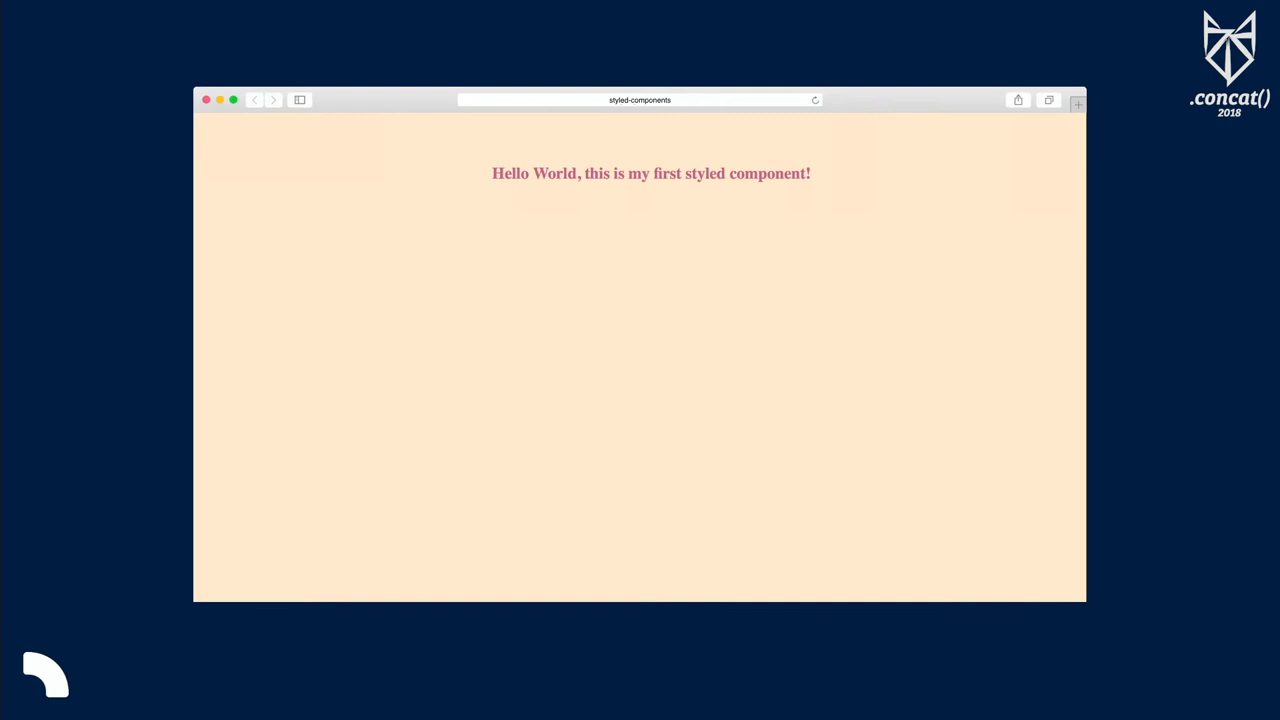 styled-components
.concat()
2018
Hello World, this is my first styled component!